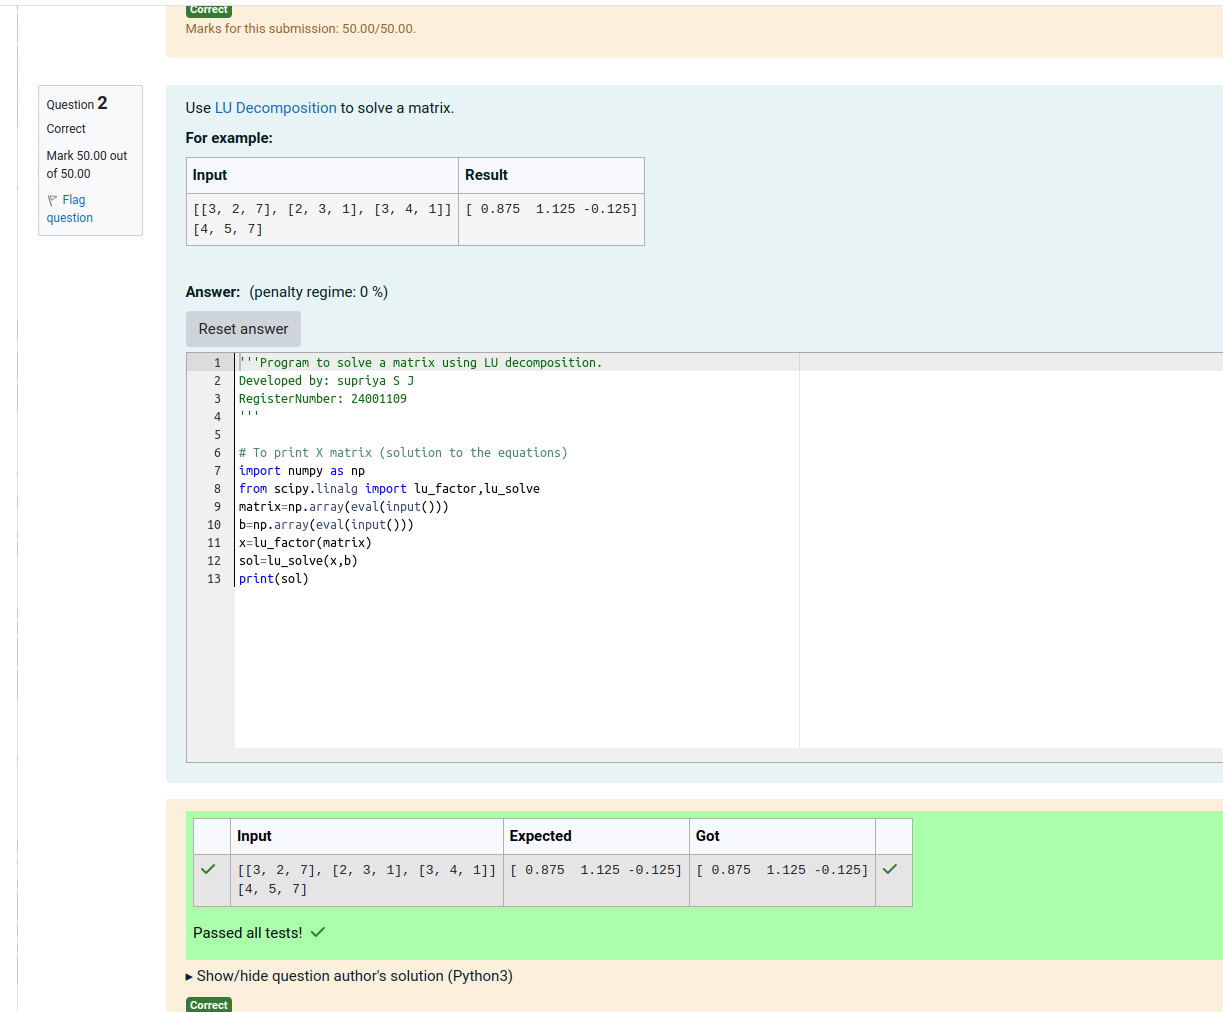 Correct
Marks for this submission: 50.00/50.00.
Question 2
Correct
Mark 50.00 out
of 50.00
Flag
question
Use LU Decomposition to solve a matrix.
For example:
Input Result
[[3, 2, 7], [2, 3, 1], [3, 4, 1]] [ 0.875  1.125 -0.125]
[4, 5, 7]
Answer: (penalty regime: 0 %)
Reset answer
1 '''Program to solve a matrix using LU decomposition.
2 Developed by: supriya S J
3 RegisterNumber: 24001109
4 '''
5
6 # To print X matrix (solution to the equations)
7 import numpy as np
8 from scipy.linalg import lu_factor,lu_solve
9 matrix=np.array(eval(input()))
10 b=np.array(eval(input()))
11 x=lu_factor(matrix)
12 sol=lu_solve(x,b)
13 print(sol)
Input Expected Got
[[3, 2, 7], [2, 3, 1], [3, 4, 1]] [ 0.875  1.125 -0.125] [ 0.875  1.125 -0.125]
[4, 5, 7]
Passed all tests!
Show/hide question author's solution (Python3)
Correct